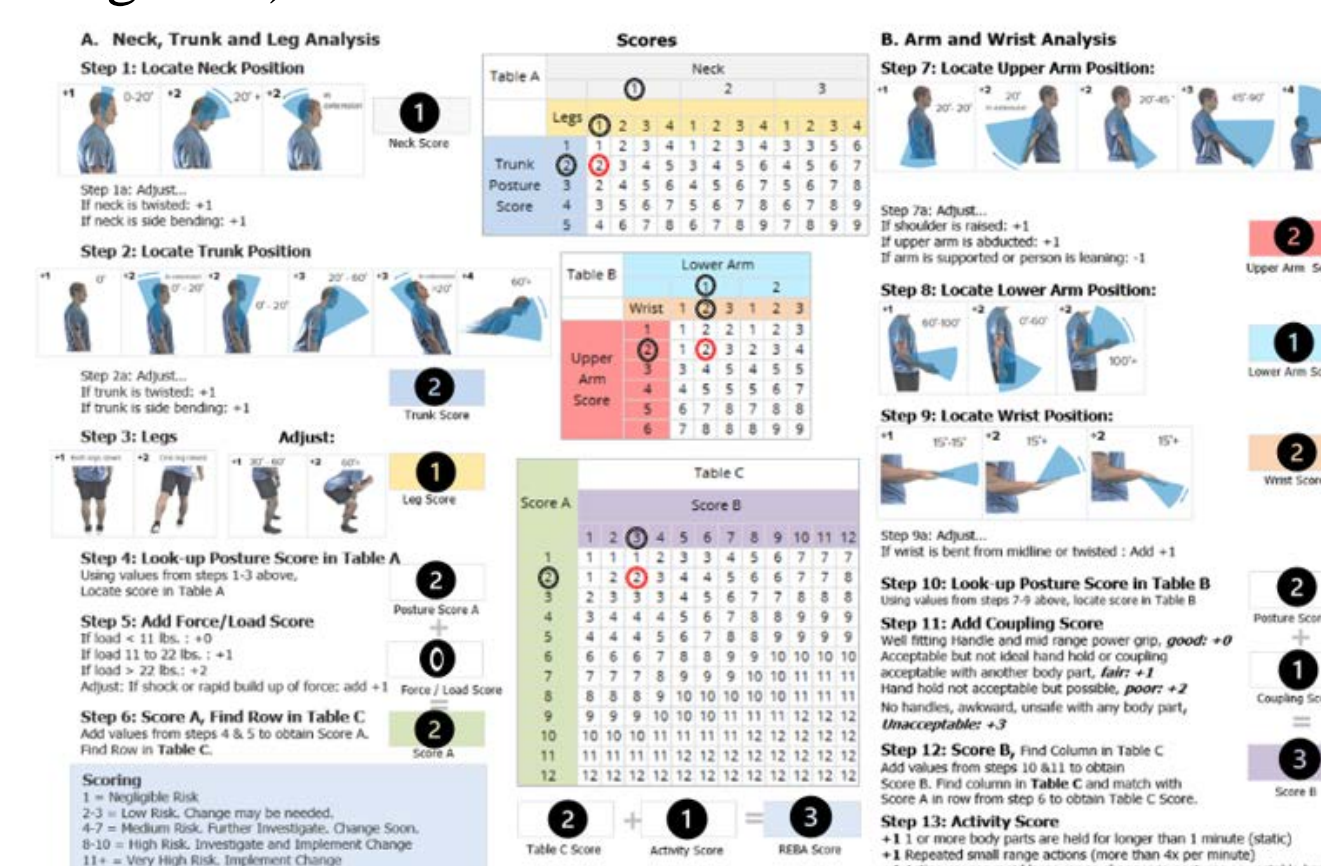 A. Neck, Trunk and Leg Analysis
Step 1: Locate Neck Position
+1 0-20° +2 20°+ +2 in extension
1
Neck Score
Step 1a: Adjust...
If neck is twisted: +1
If neck is side bending: +1
Step 2: Locate Trunk Position
+1 0° +2 0°-20° +2 0°-20° +3 20°-60° +3 >20° +4 60°+
Step 2a: Adjust...
If trunk is twisted: +1
If trunk is side bending: +1
2
Trunk Score
Step 3: Legs
Adjust:
+1 Both legs down +2 One leg raised +1 30°-60° +2 60°+
1
Leg Score
Step 4: Look-up Posture Score in Table A
Using values from steps 1-3 above,
Locate score in Table A
2
Posture Score A
+
Step 5: Add Force/Load Score
If load < 11 lbs. : +0
If load 11 to 22 lbs. : +1
If load > 22 lbs.: +2
Adjust: If shock or rapid build up of force: add +1
0
Force / Load Score
=
Step 6: Score A, Find Row in Table C
Add values from steps 4 & 5 to obtain Score A.
Find Row in Table C.
2
Score A
Scoring
1 = Negligible Risk
2-3 = Low Risk. Change may be needed.
4-7 = Medium Risk. Further Investigate. Change Soon.
8-10 = High Risk. Investigate and Implement Change
11+ = Very High Risk. Implement Change
Scores
Table A
Neck
1 2 3
Legs 1 2 3 4 1 2 3 4 1 2 3 4
Trunk Posture Score
1 1 2 3 4 1 2 3 4 3 3 5 6
2 2 3 4 5 3 4 5 6 4 5 6 7
3 2 4 5 6 4 5 6 7 5 6 7 8
4 3 5 6 7 5 6 7 8 6 7 8 9
5 4 6 7 8 6 7 8 9 7 8 9 9
Table B
Lower Arm
1 2
Wrist 1 2 3 1 2 3
Upper Arm Score
1 1 2 2 1 2 3
2 1 2 3 2 3 4
3 3 4 5 4 5 5
4 4 5 5 5 6 7
5 6 7 8 7 8 8
6 7 8 8 8 9 9
Table C
Score A
Score B
1 2 3 4 5 6 7 8 9 10 11 12
1 1 1 1 2 3 3 4 5 6 7 7 7
2 1 2 2 3 4 4 5 6 6 7 7 8
3 2 3 3 3 4 5 6 7 7 8 8 8
4 3 4 4 4 5 6 7 8 8 9 9 9
5 4 4 4 5 6 7 8 8 9 9 9 9
6 6 6 6 7 8 8 9 9 10 10 10 10
7 7 7 7 8 9 9 9 10 10 11 11 11
8 8 8 8 9 10 10 10 10 10 11 11 11
9 9 9 9 10 10 10 11 11 11 12 12 12
10 10 10 10 11 11 11 11 12 12 12 12 12
11 11 11 11 11 12 12 12 12 12 12 12 12
12 12 12 12 12 12 12 12 12 12 12 12 12
2 + 1 = 3
Table C Score Activity Score REBA Score
B. Arm and Wrist Analysis
Step 7: Locate Upper Arm Position:
+1 20°-20° +2 20° in extension +2 20°-45° +3 45°-90° +4
Step 7a: Adjust...
If shoulder is raised: +1
If upper arm is abducted: +1
If arm is supported or person is leaning: -1
2
Upper Arm
Step 8: Locate Lower Arm Position:
+1 60°-100° +2 0°-60° +2 100°+
1
Lower Arm
Step 9: Locate Wrist Position:
+1 15°-15° +2 15°+ +2 15°+
2
Wrist Score
Step 9a: Adjust...
If wrist is bent from midline or twisted : Add +1
Step 10: Look-up Posture Score in Table B
Using values from steps 7-9 above, locate score in Table B
2
Posture
+
Step 11: Add Coupling Score
Well fitting Handle and mid range power grip, good: +0
Acceptable but not ideal hand hold or coupling
acceptable with another body part, fair: +1
Hand hold not acceptable but possible, poor: +2
No handles, awkward, unsafe with any body part,
Unacceptable: +3
1
Coupling
=
Step 12: Score B, Find Column in Table C
Add values from steps 10 &11 to obtain
Score B. Find column in Table C and match with
Score A in row from step 6 to obtain Table C Score.
3
Score B
Step 13: Activity Score
+1 1 or more body parts are held for longer than 1 minute (static)
+1 Repeated small range actions (more than 4x per minute)